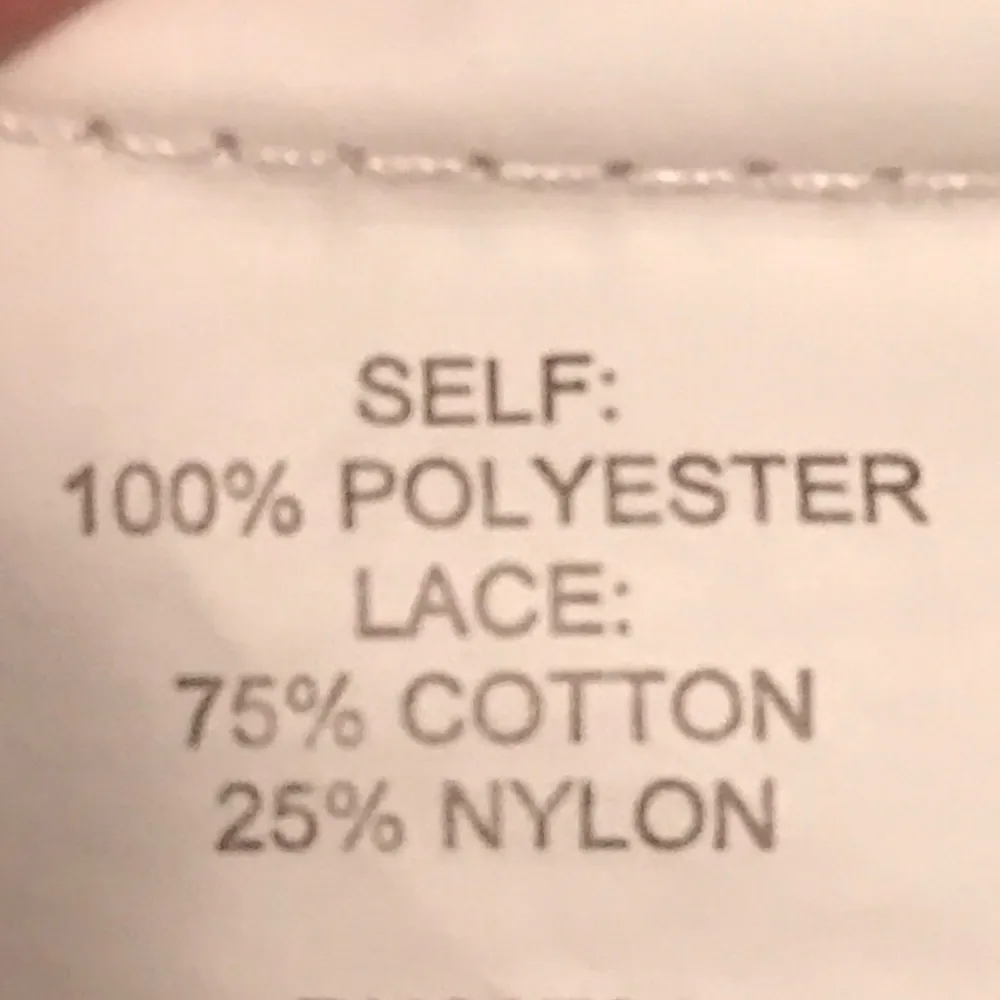 SELF:
100% POLYESTER
LACE:
75% COTTON
25% NYLON